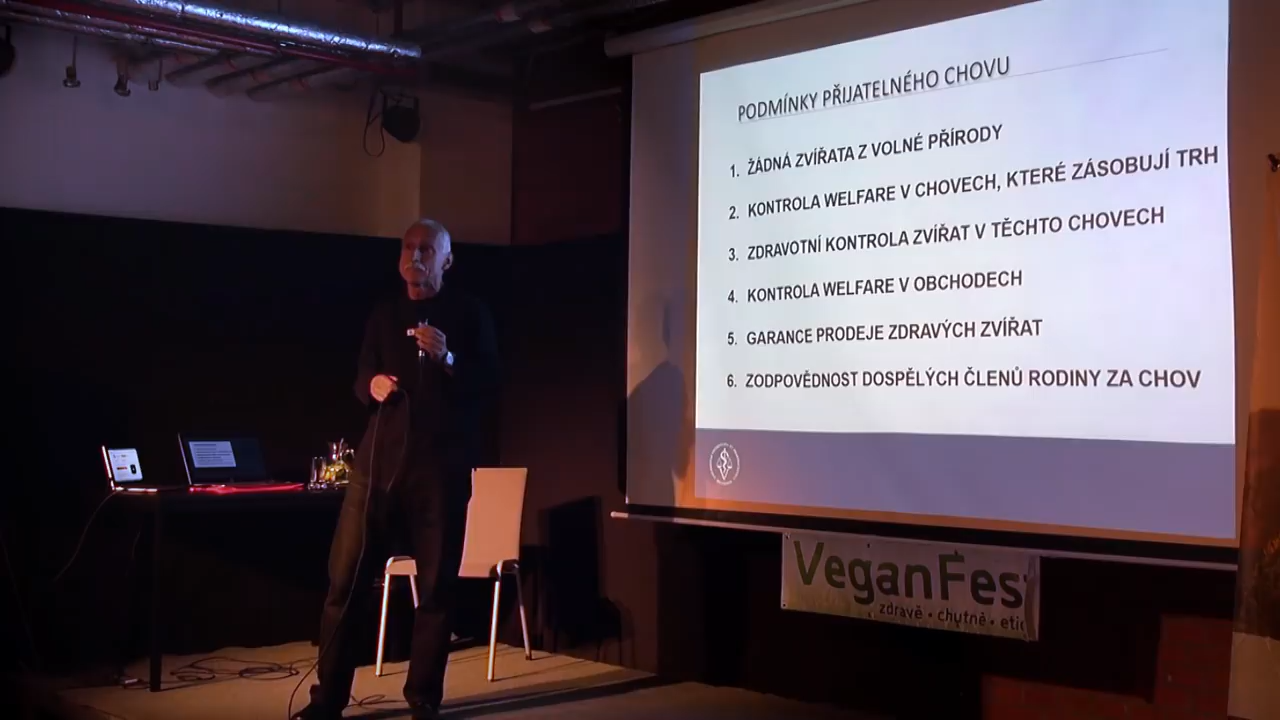 PODMÍNKY PŘIJATELNÉHO CHOVU
1. ŽÁDNÁ ZVÍŘATA Z VOLNÉ PŘÍRODY
2. KONTROLA WELFARE V CHOVECH, KTERÉ ZÁSOBUJÍ TRH
3. ZDRAVOTNÍ KONTROLA ZVÍŘAT V TĚCHTO CHOVECH
4. KONTROLA WELFARE V OBCHODECH
5. GARANCE PRODEJE ZDRAVÝCH ZVÍŘAT
6. ZODPOVĚDNOST DOSPĚLÝCH ČLENŮ RODINY ZA CHOV
VeganFes
zdravě • chutně • etic